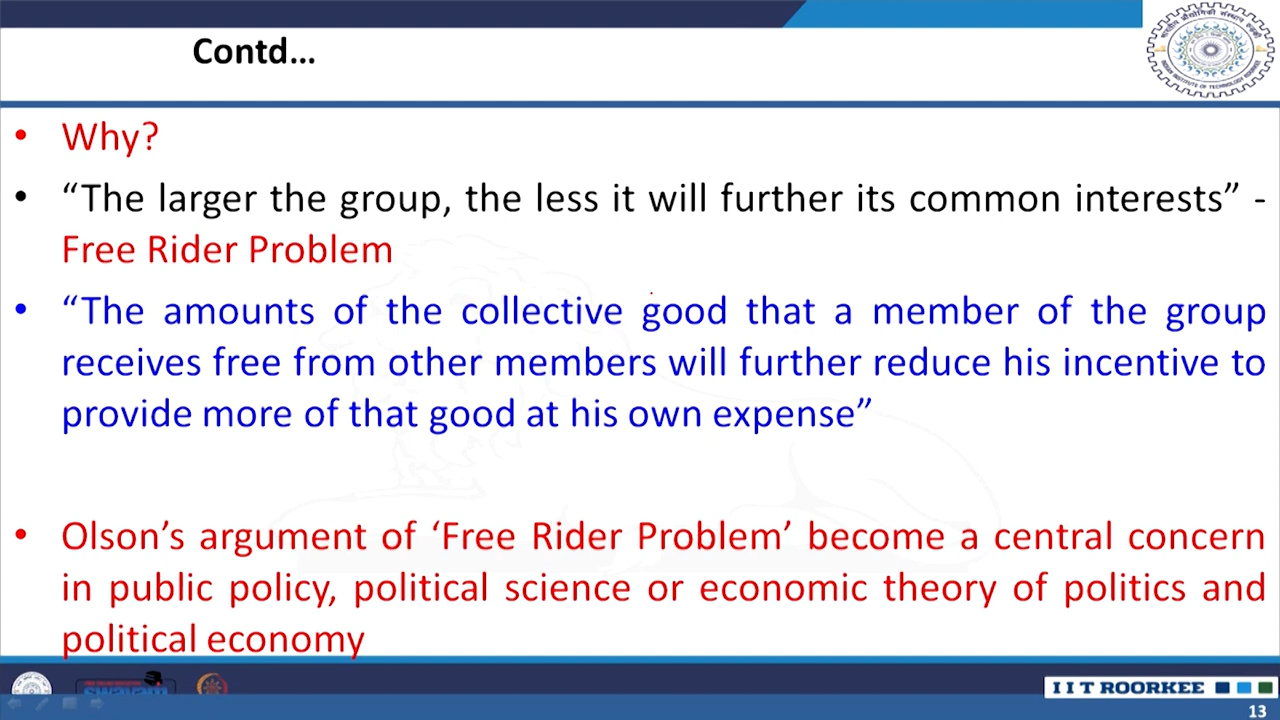 Contd...
• Why?
• “The larger the group, the less it will further its common interests” -
Free Rider Problem
• “The amounts of the collective good that a member of the group
receives free from other members will further reduce his incentive to
provide more of that good at his own expense”
• Olson’s argument of ‘Free Rider Problem’ become a central concern
in public policy, political science or economic theory of politics and
political economy
swayam
I I T ROORKEE
13